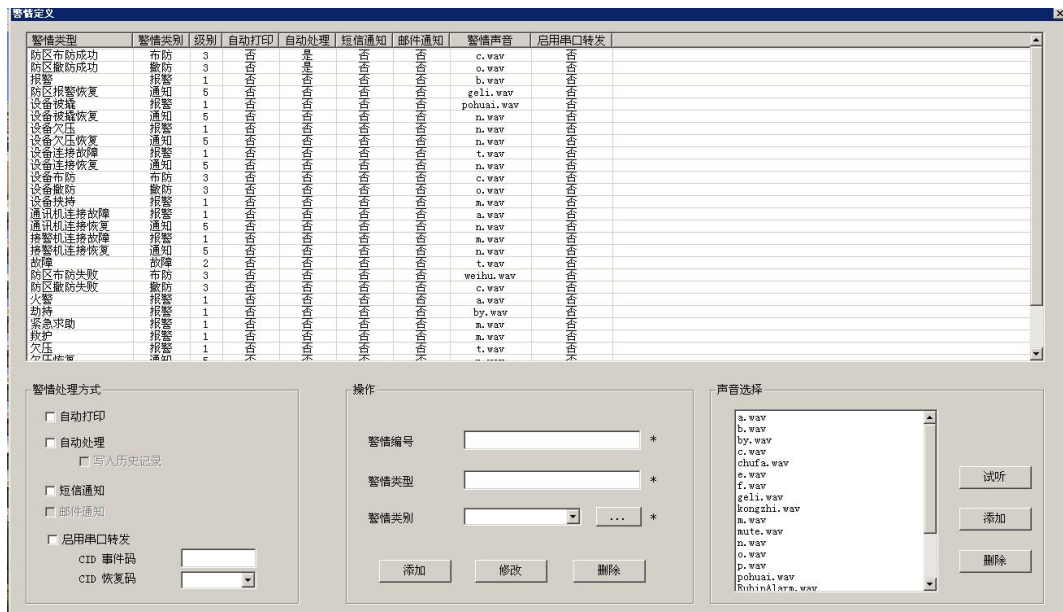 警情定义
警情类型 警情类别 级别 自动打印 自动处理 短信通知 邮件通知 警情声音 启用串口转发
防区布防成功 布防 3 否 是 否 否 c.wav 否
防区撤防成功 撤防 3 否 是 否 否 o.wav 否
报警 报警 1 否 否 否 否 b.wav 否
防区报警恢复 通知 5 否 否 否 否 geli.wav 否
设备被撬 报警 1 否 否 否 否 pohuai.wav 否
设备被撬恢复 通知 5 否 否 否 否 n.wav 否
设备欠压 报警 1 否 否 否 否 n.wav 否
设备欠压恢复 通知 5 否 否 否 否 n.wav 否
设备连接故障 报警 1 否 否 否 否 t.wav 否
设备连接恢复 通知 5 否 否 否 否 n.wav 否
设备布防 布防 3 否 否 否 否 c.wav 否
设备撤防 撤防 3 否 否 否 否 o.wav 否
设备挟持 报警 1 否 否 否 否 m.wav 否
通讯机连接故障 报警 1 否 否 否 否 a.wav 否
通讯机连接恢复 通知 5 否 否 否 否 n.wav 否
接警机连接故障 报警 1 否 否 否 否 m.wav 否
接警机连接恢复 通知 5 否 否 否 否 n.wav 否
故障 故障 2 否 否 否 否 t.wav 否
防区布防失败 布防 3 否 否 否 否 weihu.wav 否
防区撤防失败 撤防 3 否 否 否 否 c.wav 否
火警 报警 1 否 否 否 否 a.wav 否
劫持 报警 1 否 否 否 否 by.wav 否
紧急求助 报警 1 否 否 否 否 m.wav 否
救护 报警 1 否 否 否 否 m.wav 否
欠压 报警 1 否 否 否 否 t.wav 否
欠压恢复 通知 5 否 否 否 否 否
警情处理方式
自动打印
自动处理
写入历史记录
短信通知
邮件通知
启用串口转发
CID 事件码
CID 恢复码
操作
警情编号 *
警情类型 *
警情类别 ... *
添加 修改 删除
声音选择
a.wav
b.wav
by.wav
c.wav
chufa.wav
e.wav
f.wav
geli.wav
kongzhi.wav
m.wav
mute.wav
n.wav
o.wav
p.wav
pohuai.wav
RubinAlarm.wav
试听
添加
删除